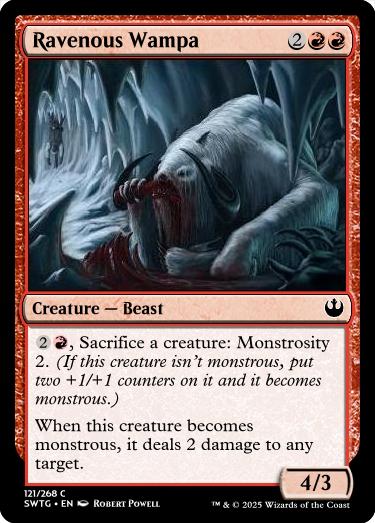 Ravenous Wampa 2
Creature — Beast
2, Sacrifice a creature: Monstrosity
2. (If this creature isn't monstrous, put
two +1/+1 counters on it and it becomes
monstrous.)
When this creature becomes
monstrous, it deals 2 damage to any
target.
4/3
121/268 C
SWTG • EN ROBERT POWELL
™ & © 2025 Wizards of the Coast